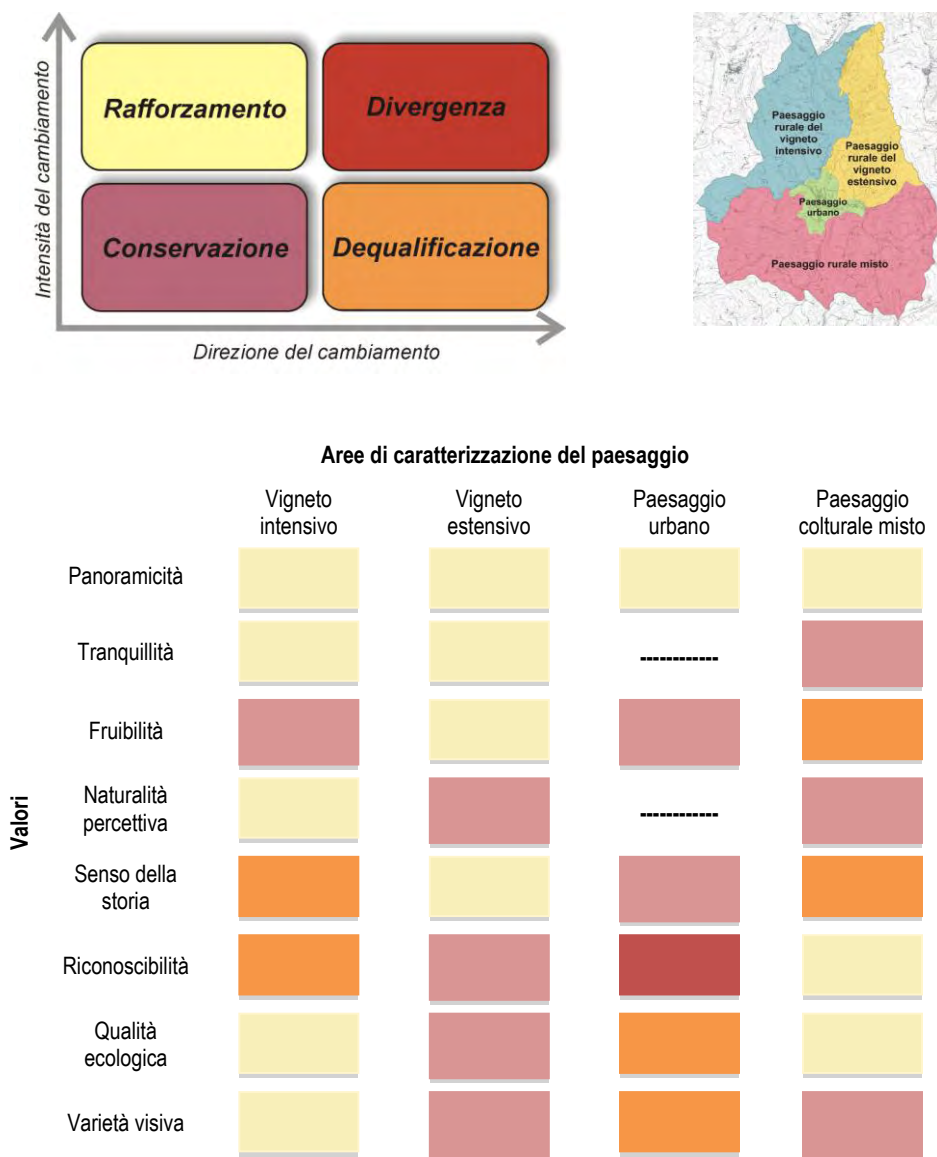 Intensità del cambiamento
Rafforzamento
Divergenza
Conservazione
Dequalificazione
Direzione del cambiamento
Paesaggio
rurale del
vigneto
intensivo
Paesaggio
rurale del
vigneto
estensivo
Paesaggio
urbano
Paesaggio rurale misto
Aree di caratterizzazione del paesaggio
Vigneto
intensivo
Vigneto
estensivo
Paesaggio
urbano
Paesaggio
colturale misto
Valori
Panoramicità
Tranquillità
------------
Fruibilità
Naturalità
percettiva
------------
Senso della
storia
Riconoscibilità
Qualità
ecologica
Varietà visiva